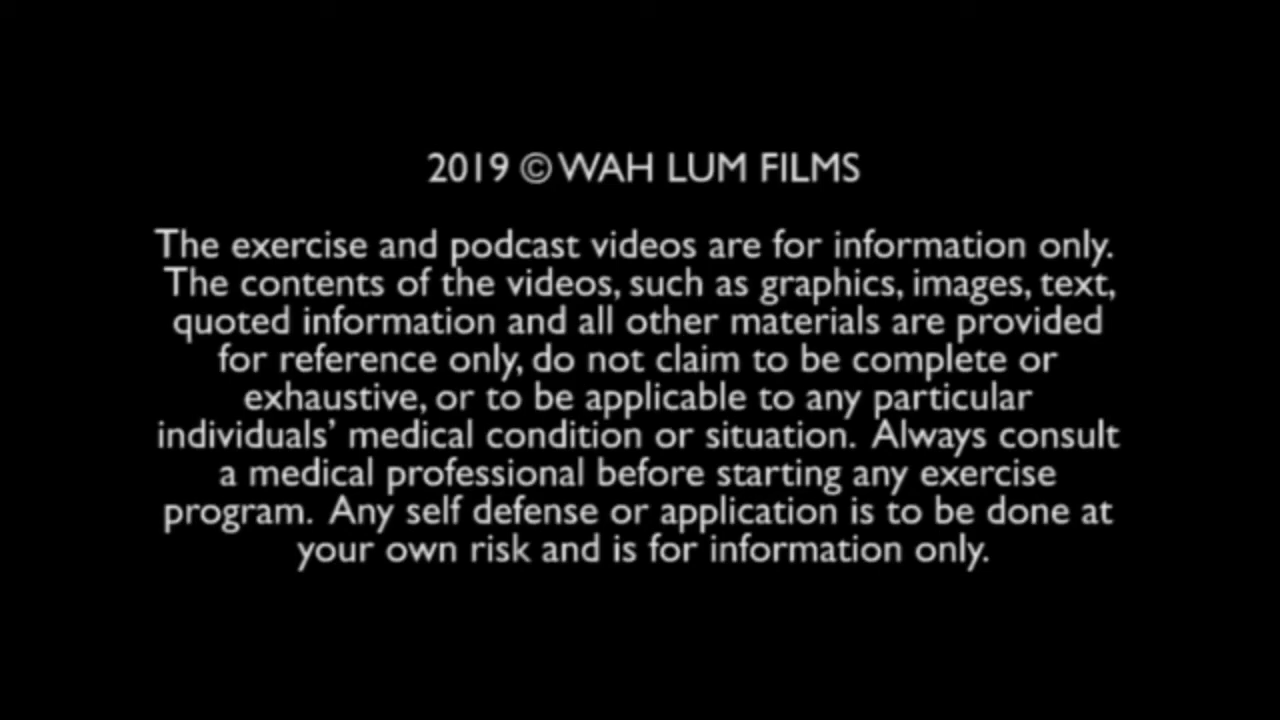 2019 © WAH LUM FILMS
The exercise and podcast videos are for information only.
The contents of the videos, such as graphics, images, text,
quoted information and all other materials are provided
for reference only, do not claim to be complete or
exhaustive, or to be applicable to any particular
individuals’ medical condition or situation. Always consult
a medical professional before starting any exercise
program. Any self defense or application is to be done at
your own risk and is for information only.